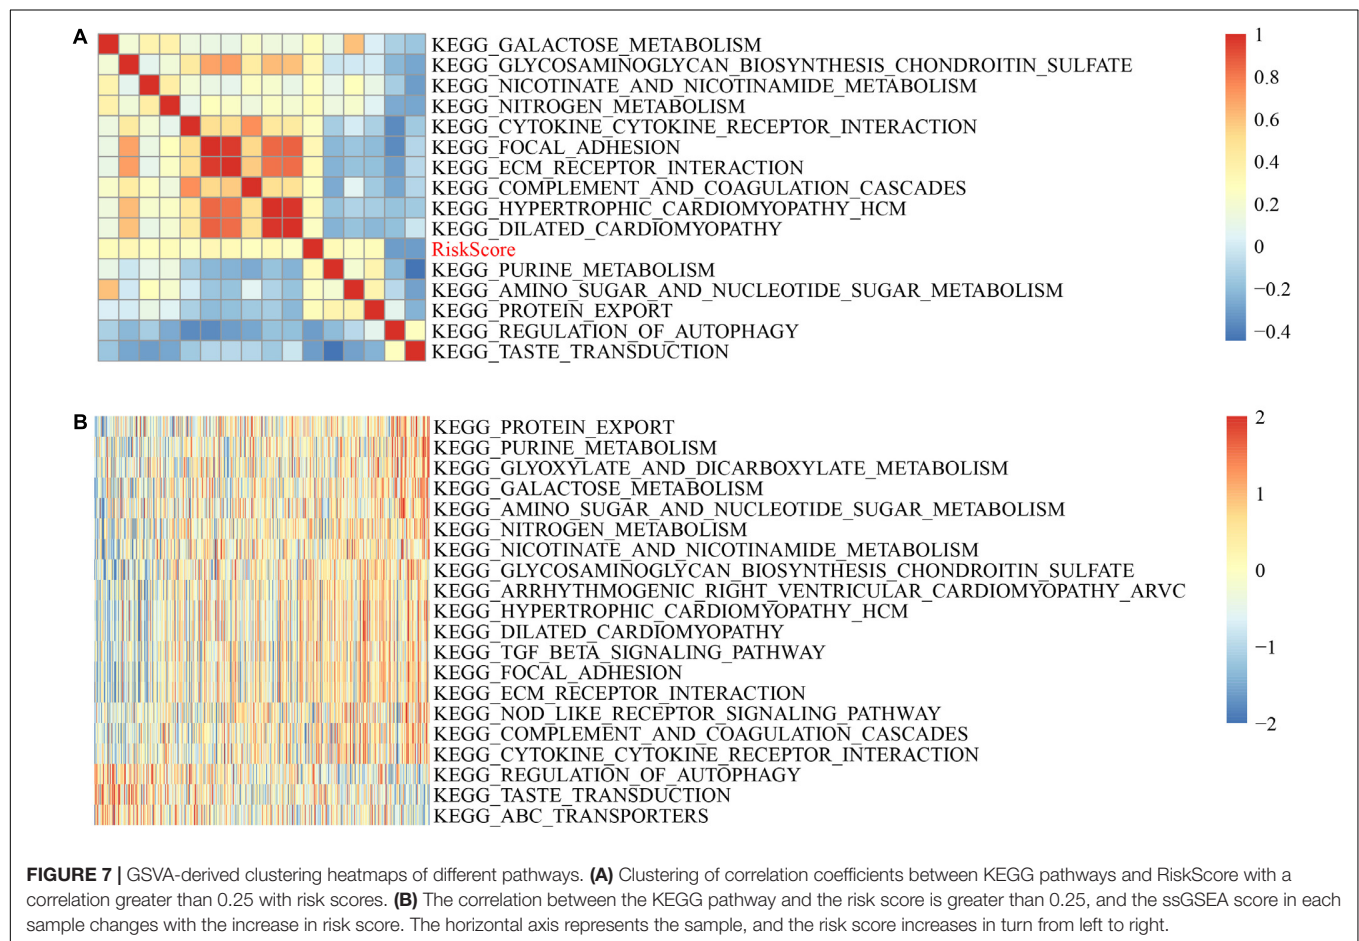 A
KEGG_GALACTOSE_METABOLISM
KEGG_GLYCOSAMINOGLYCAN_BIOSYNTHESIS_CHONDROITIN_SULFATE
KEGG_NICOTINATE_AND_NICOTINAMIDE_METABOLISM
KEGG_NITROGEN_METABOLISM
KEGG_CYTOKINE_CYTOKINE_RECEPTOR_INTERACTION
KEGG_FOCAL_ADHESION
KEGG_ECM_RECEPTOR_INTERACTION
KEGG_COMPLEMENT_AND_COAGULATION_CASCADES
KEGG_HYPERTROPHIC_CARDIOMYOPATHY_HCM
KEGG_DILATED_CARDIOMYOPATHY
RiskScore
KEGG_PURINE_METABOLISM
KEGG_AMINO_SUGAR_AND_NUCLEOTIDE_SUGAR_METABOLISM
KEGG_PROTEIN_EXPORT
KEGG_REGULATION_OF_AUTOPHAGY
KEGG_TASTE_TRANSDUCTION
1
0.8
0.6
0.4
0.2
0
−0.2
−0.4
B
KEGG_PROTEIN_EXPORT
KEGG_PURINE_METABOLISM
KEGG_GLYOXYLATE_AND_DICARBOXYLATE_METABOLISM
KEGG_GALACTOSE_METABOLISM
KEGG_AMINO_SUGAR_AND_NUCLEOTIDE_SUGAR_METABOLISM
KEGG_NITROGEN_METABOLISM
KEGG_NICOTINATE_AND_NICOTINAMIDE_METABOLISM
KEGG_GLYCOSAMINOGLYCAN_BIOSYNTHESIS_CHONDROITIN_SULFATE
KEGG_ARRHYTHMOGENIC_RIGHT_VENTRICULAR_CARDIOMYOPATHY_ARVC
KEGG_HYPERTROPHIC_CARDIOMYOPATHY_HCM
KEGG_DILATED_CARDIOMYOPATHY
KEGG_TGF_BETA_SIGNALING_PATHWAY
KEGG_FOCAL_ADHESION
KEGG_ECM_RECEPTOR_INTERACTION
KEGG_NOD_LIKE_RECEPTOR_SIGNALING_PATHWAY
KEGG_COMPLEMENT_AND_COAGULATION_CASCADES
KEGG_CYTOKINE_CYTOKINE_RECEPTOR_INTERACTION
KEGG_REGULATION_OF_AUTOPHAGY
KEGG_TASTE_TRANSDUCTION
KEGG_ABC_TRANSPORTERS
2
1
0
−1
−2
FIGURE 7 | GSVA-derived clustering heatmaps of different pathways. (A) Clustering of correlation coefficients between KEGG pathways and RiskScore with a
correlation greater than 0.25 with risk scores. (B) The correlation between the KEGG pathway and the risk score is greater than 0.25, and the ssGSEA score in each
sample changes with the increase in risk score. The horizontal axis represents the sample, and the risk score increases in turn from left to right.